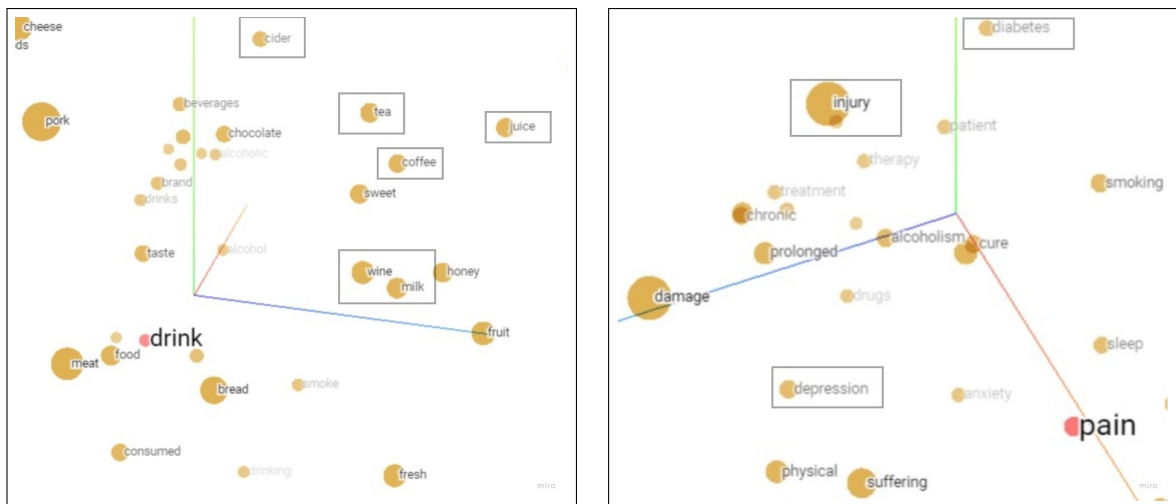 cheese
ds
cider
beverages
tea
pork
juice
chocolate
alcoholic
coffee
brand
sweet
drinks
taste
alcohol
wine
honey
milk
fruit
drink
meat
food
bread
smoke
consumed
drinking
fresh
miro
diabetes
injury
patient
therapy
smoking
treatment
chronic
alcoholism
cure
prolonged
damage
drugs
sleep
depression
anxiety
pain
physical
suffering
miro